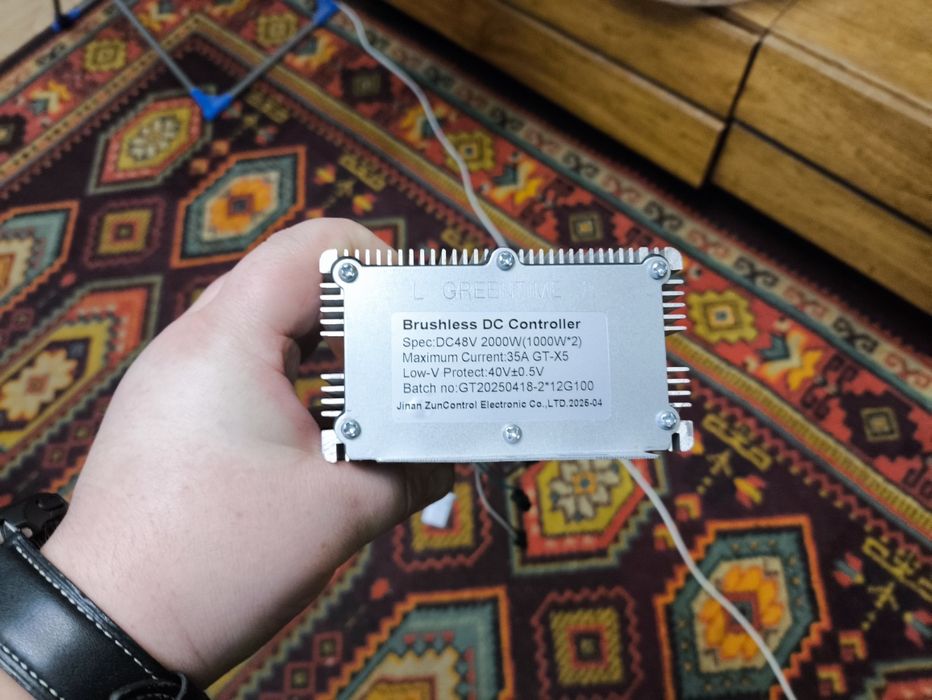 L GREENTIME
Brushless DC Controller
Spec:DC48V 2000W(1000W*2)
Maximum Current:35A GT-X5
Low-V Protect:40V±0.5V
Batch no:GT20250418-2*12G100
Jinan ZunControl Electronic Co.,LTD.2025-04